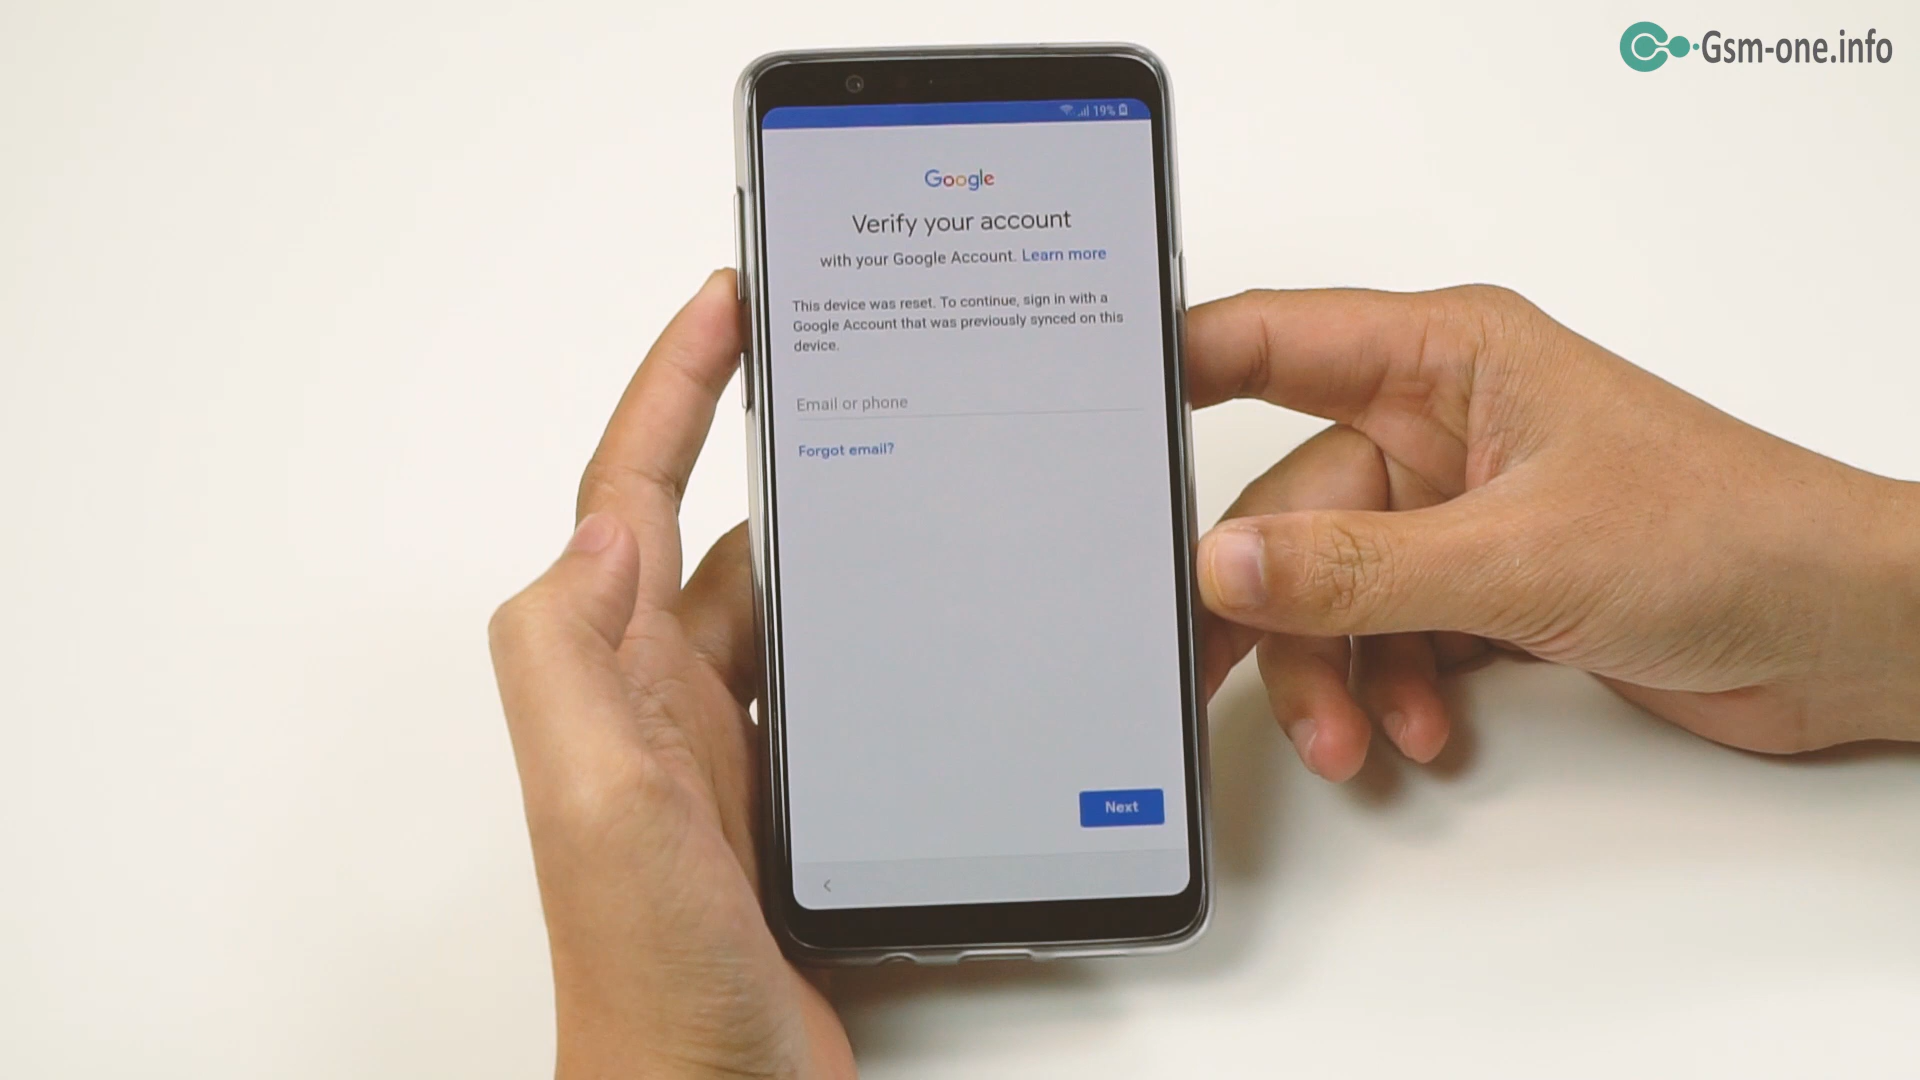 Gsm-one.info
19%
Google
Verify your account
with your Google Account. Learn more
This device was reset. To continue, sign in with a
Google Account that was previously synced on this
device.
Email or phone
Forgot email?
Next